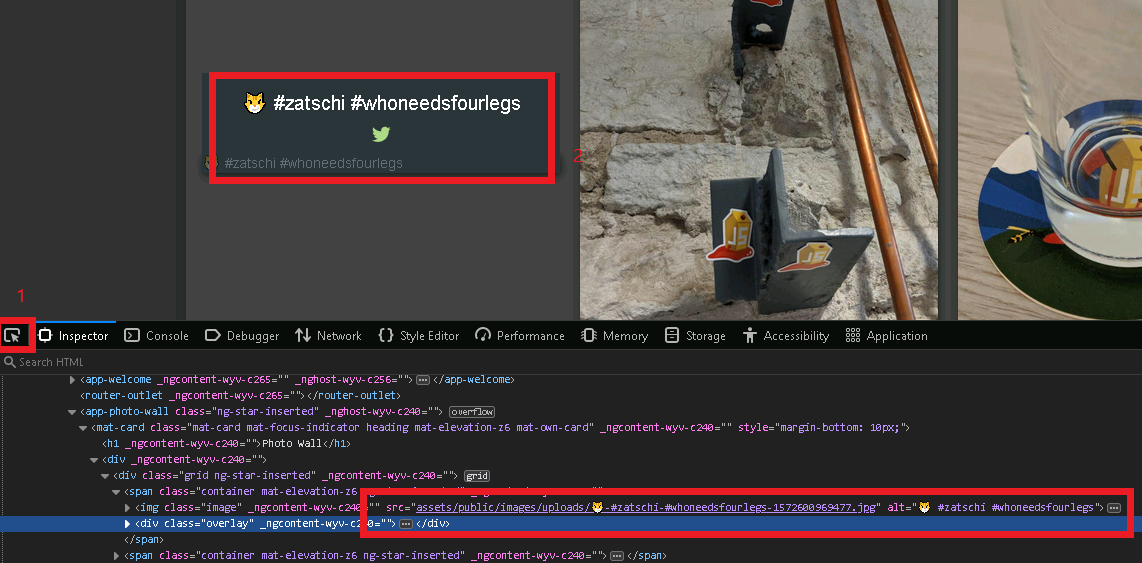 😼 #zatschi #whoneedsfourlegs
😼 #zatschi #whoneedsfourlegs
2
JS
JS
1
Inspector Console Debugger Network {} Style Editor Performance Memory Storage Accessibility Application
Search HTML
<app-welcome _ngcontent-wyv-c265="" _nghost-wyv-c256=""> ⋯ </app-welcome>
<router-outlet _ngcontent-wyv-c265=""></router-outlet>
<app-photo-wall class="ng-star-inserted" _nghost-wyv-c240=""> overflow
<mat-card class="mat-card mat-focus-indicator heading mat-elevation-z6 mat-own-card" _ngcontent-wyv-c240="" style="margin-bottom: 10px;">
<h1 _ngcontent-wyv-c240="">Photo Wall</h1>
<div _ngcontent-wyv-c240="">
<div class="grid ng-star-inserted" _ngcontent-wyv-c240=""> grid
<span class="container mat-elevation-z6
<img class="image" _ngcontent-wyv-c240="" src="assets/public/images/uploads/😼-#zatschi-#whoneedsfourlegs-1572600969477.jpg" alt="😼 #zatschi #whoneedsfourlegs"> ⋯
<div class="overlay" _ngcontent-wyv-c240=""> ⋯ </div>
</span>
<span class="container mat-elevation-z6 ng-star-inserted" _ngcontent-wyv-c240=""> ⋯ </span>